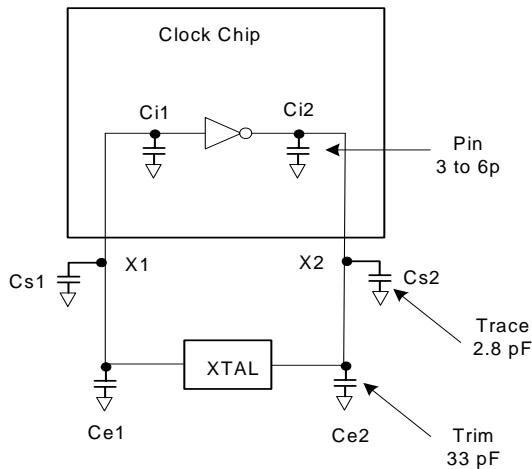 Clock Chip
Ci1
Ci2
Pin
3 to 6p
Cs1
X1
X2
Cs2
Trace
2.8 pF
XTAL
Ce1
Ce2
Trim
33 pF